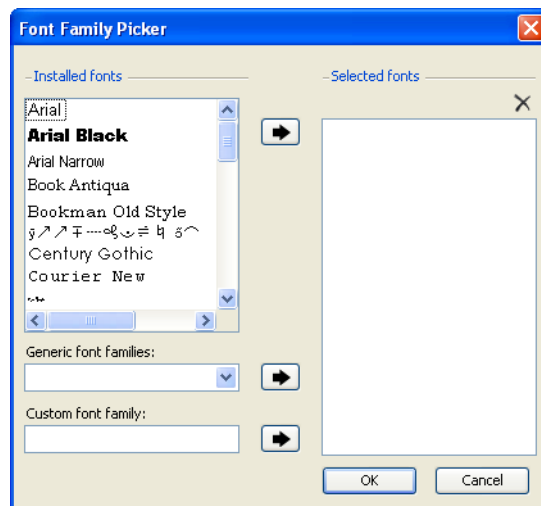 Font Family Picker
Installed fonts
Arial
Arial Black
Arial Narrow
Book Antiqua
Bookman Old Style
Century Gothic
Courier New
Generic font families:
Custom font family:
Selected fonts
OK
Cancel